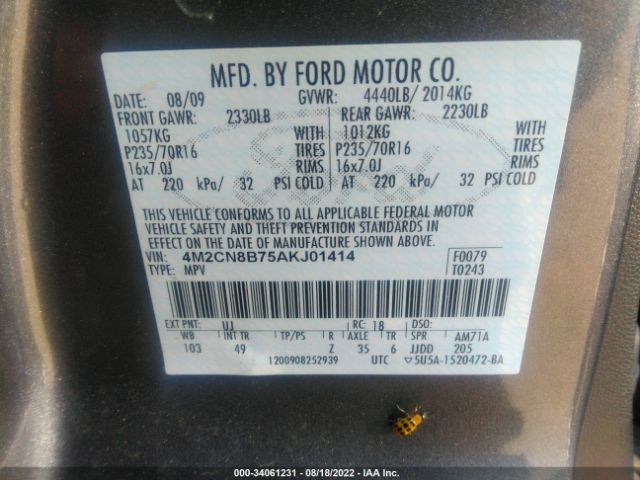 MFD. BY FORD MOTOR CO.
DATE: 08/09 GVWR: 4440LB/ 2014KG
FRONT GAWR: 2330LB REAR GAWR: 2230LB
1057KG WITH 1012KG WITH
P235/70R16 TIRES P235/70R16 TIRES
16x7.0J RIMS 16x7.0J RIMS
AT 220 kPa/ 32 PSI COLD AT 220 kPa/ 32 PSI COLD
THIS VEHICLE CONFORMS TO ALL APPLICABLE FEDERAL MOTOR
VEHICLE SAFETY AND THEFT PREVENTION STANDARDS IN
EFFECT ON THE DATE OF MANUFACTURE SHOWN ABOVE.
VIN: 4M2CN8B75AKJ01414 F0079
TYPE: MPV T0243
EXT PNT: UJ RC: 18 DSO:
WB INT TR TP/PS R AXLE TR SPR AM71A
103 49 Z 35 6 JJDD 205
1200908252939 UTC ▽5U5A-1520472-BA
000-34061231 - 08/18/2022 - IAA Inc.